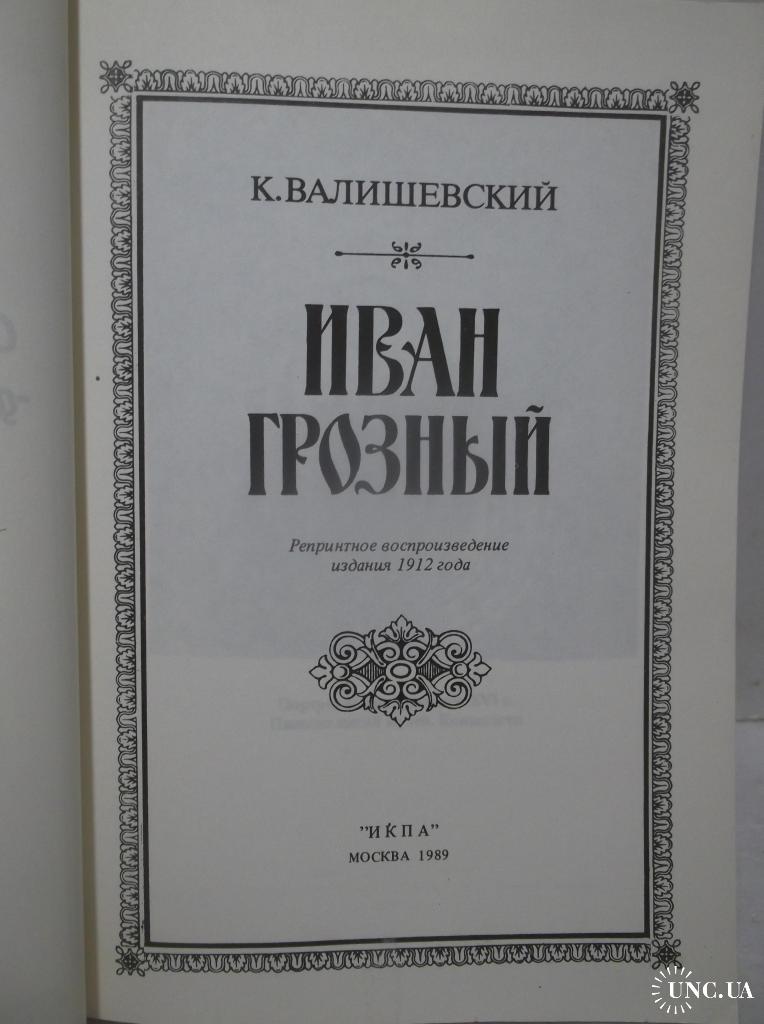 К. ВАЛИШЕВСКИЙ
ИВАН
ГРОЗНЫЙ
Репринтное воспроизведение
издания 1912 года
"ИКПА"
МОСКВА 1989
UNC.UA